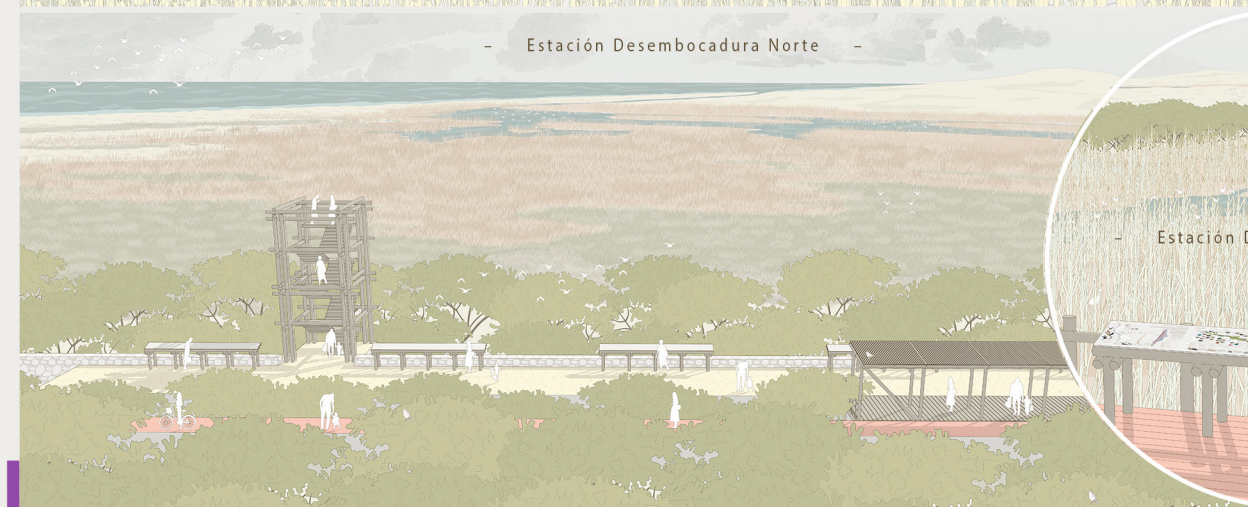 – Estación Desembocadura Norte –
– Estación